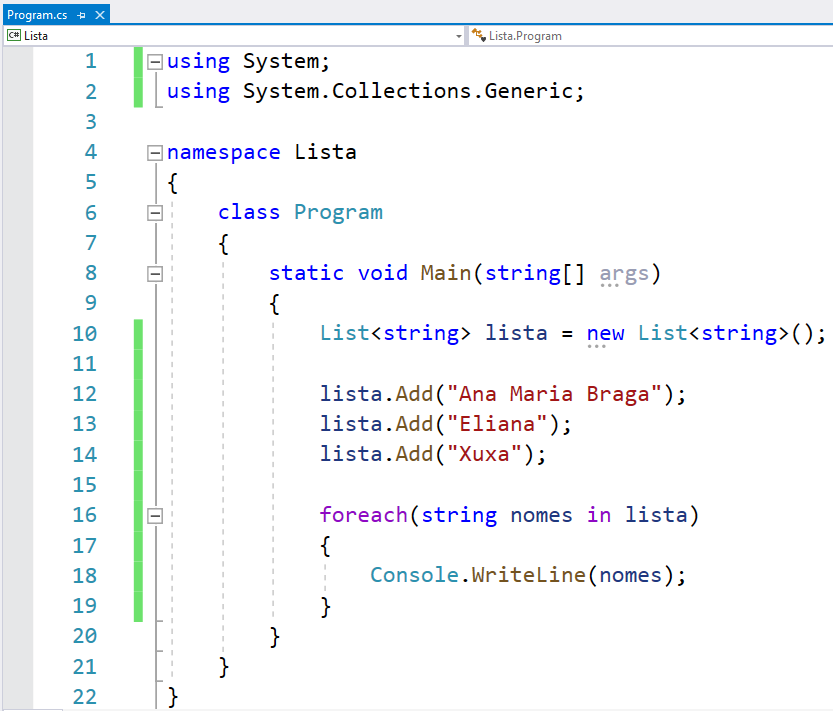 Program.cs
C# Lista Lista.Program
1 using System;
2 using System.Collections.Generic;
3
4 namespace Lista
5 {
6 class Program
7 {
8 static void Main(string[] args)
9 {
10 List<string> lista = new List<string>();
11
12 lista.Add("Ana Maria Braga");
13 lista.Add("Eliana");
14 lista.Add("Xuxa");
15
16 foreach(string nomes in lista)
17 {
18 Console.WriteLine(nomes);
19 }
20 }
21 }
22 }